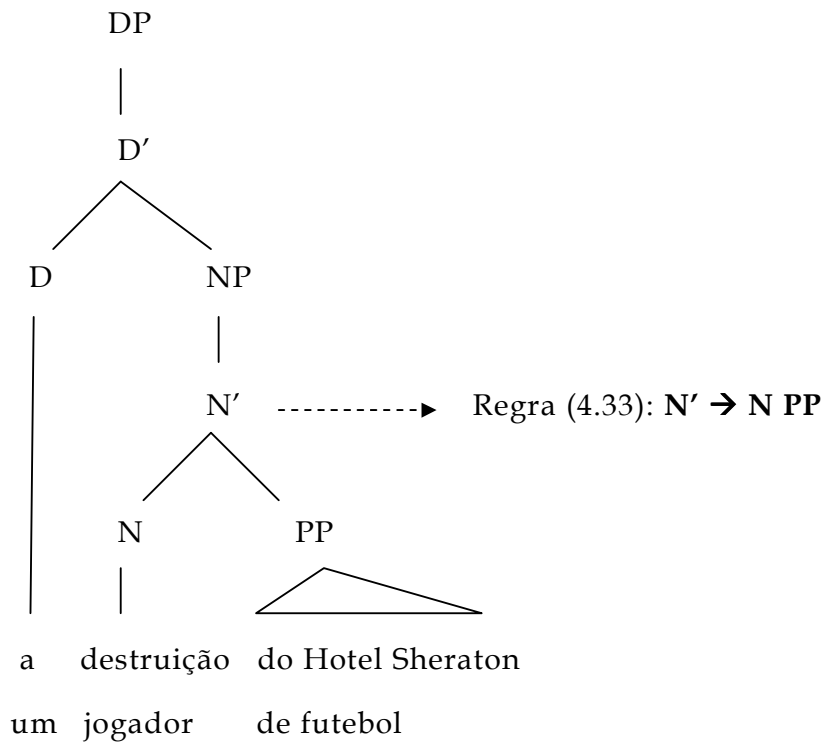 DP
D’
D NP
N’ Regra (4.33): N’ → N PP
N PP
a destruição do Hotel Sheraton
um jogador de futebol